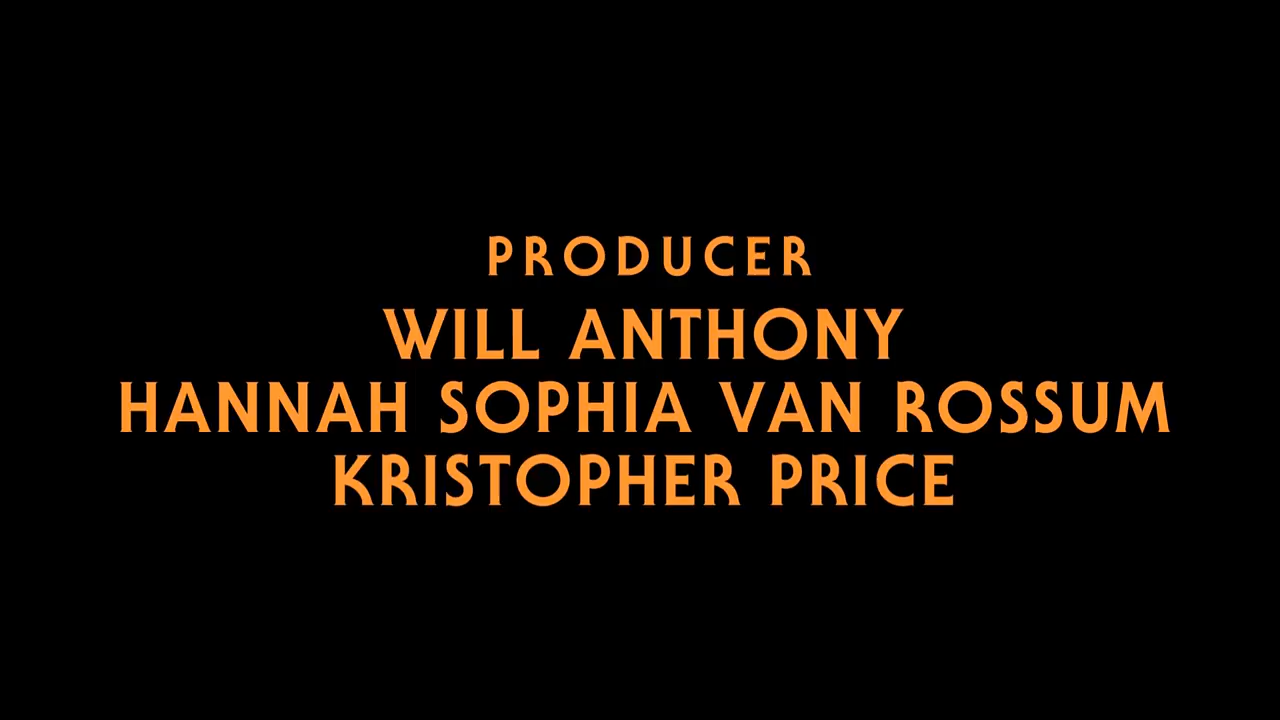 PRODUCER
WILL ANTHONY
HANNAH SOPHIA VAN ROSSUM
KRISTOPHER PRICE